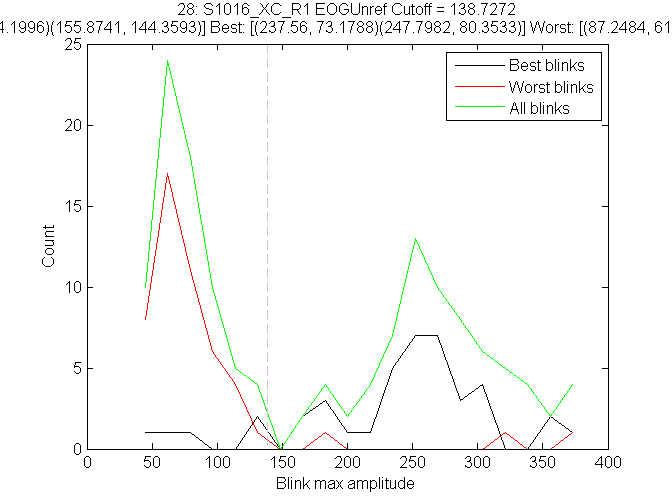 28: S1016_XC_R1 EOGUnref Cutoff = 138.7272
4.1996)(155.8741, 144.3593)] Best: [(237.56, 73.1788)(247.7982, 80.3533)] Worst: [(87.2484, 61
25
20
15
10
5
0
Count
Best blinks
Worst blinks
All blinks
0 50 100 150 200 250 300 350 400
Blink max amplitude